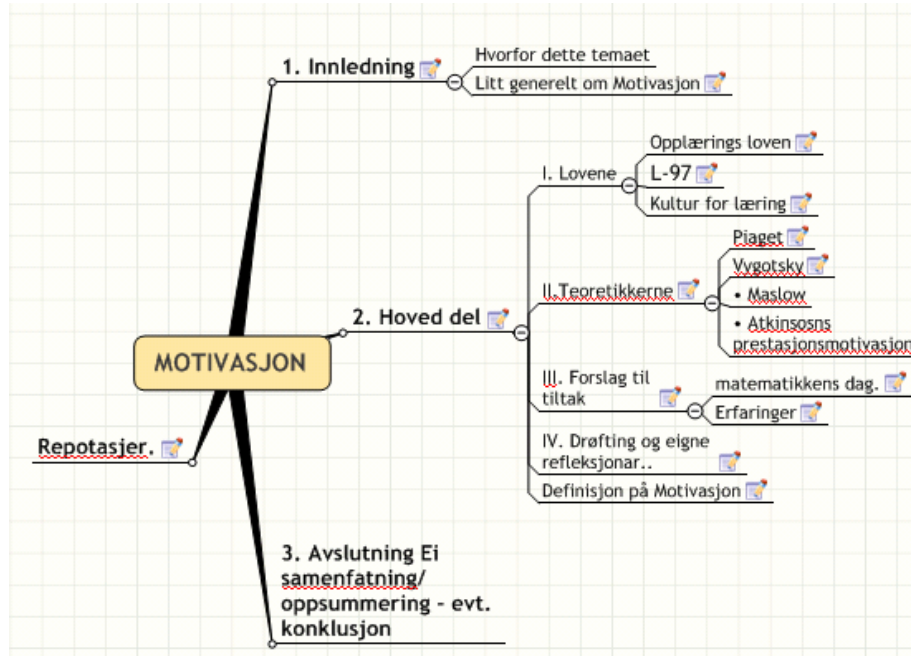 MOTIVASJON
1. Innledning
Hvorfor dette temaet
Litt generelt om Motivasjon
2. Hoved del
I. Lovene
Opplærings loven
L-97
Kultur for læring
II.Teoretikkerne
Piaget
Vygotsky
• Maslow
• Atkinsosns
prestasjonsmotivasjon
III. Forslag til
tiltak
matematikkens dag.
Erfaringer
IV. Drøfting og eigne
refleksjonar..
Definisjon på Motivasjon
3. Avslutning Ei
samenfatning/
oppsummering - evt.
konklusjon
Repotasjer.